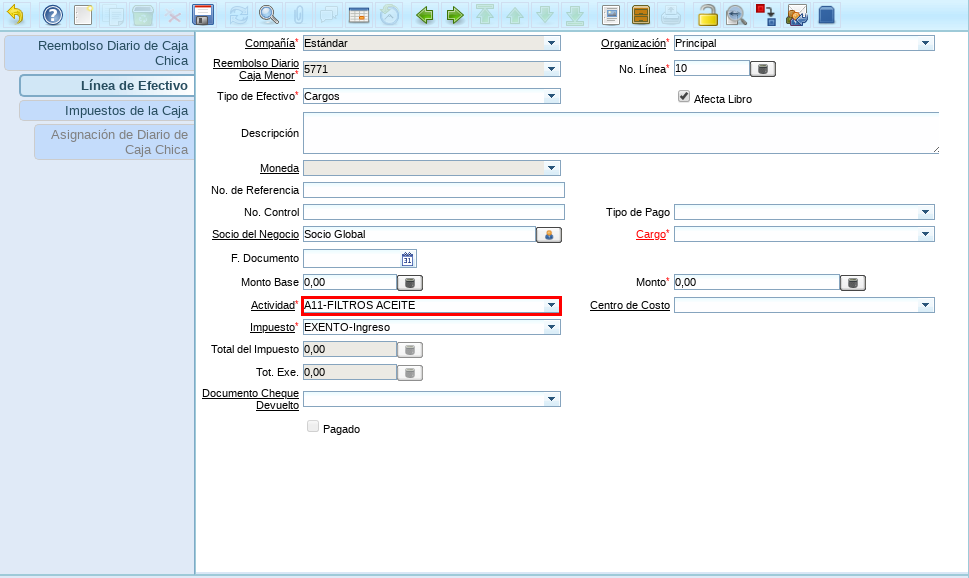 Reembolso Diario de Caja
Chica
Línea de Efectivo
Impuestos de la Caja
Asignación de Diario de
Caja Chica
Compañía* Estándar
Organización* Principal
Reembolso Diario
Caja Menor* 5771
No. Línea* 10
Tipo de Efectivo* Cargos
Afecta Libro
Descripción
Moneda
No. de Referencia
No. Control
Tipo de Pago
Socio del Negocio Socio Global
Cargo*
F. Documento 31
Monto Base 0,00
Monto* 0,00
Actividad* A11-FILTROS ACEITE
Centro de Costo
Impuesto* EXENTO-Ingreso
Total del Impuesto 0,00
Tot. Exe. 0,00
Documento Cheque
Devuelto
Pagado